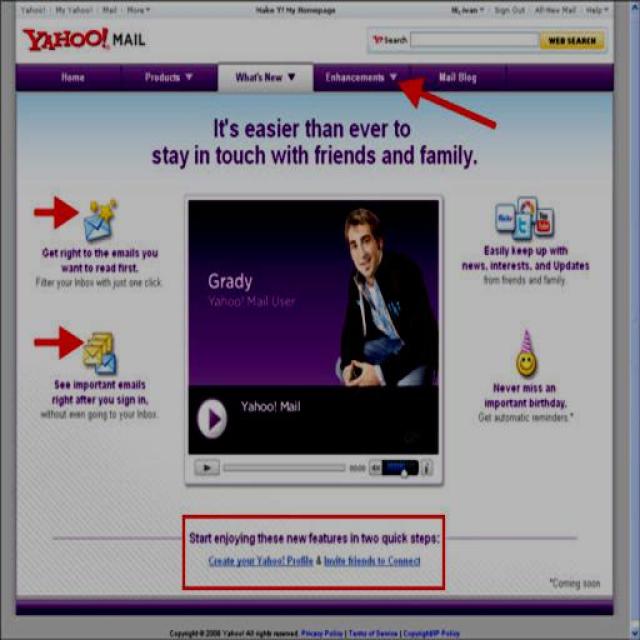 Yahoo! My Yahoo! Mail More Make Y! My Homepage Hi, Ivan Sign Out All-New Mail Help
YAHOO! MAIL
Y! Search WEB SEARCH
Home Products What's New Enhancements Mail Blog
It's easier than ever to
stay in touch with friends and family.
Get right to the emails you
want to read first.
Filter your Inbox with just one click.
See important emails
right after you sign in,
without even going to your Inbox.
Grady
Yahoo! Mail User
Yahoo! Mail
00:00
flickr
You Tube
Easily keep up with
news, interests, and Updates
from friends and family.
Never miss an
important birthday.
Get automatic reminders.*
Start enjoying these new features in two quick steps:
Create your Yahoo! Profile & Invite friends to Connect
*Coming soon
Copyright © 2008 Yahoo! All rights reserved. Privacy Policy | Terms of Service | Copyright/IP Policy